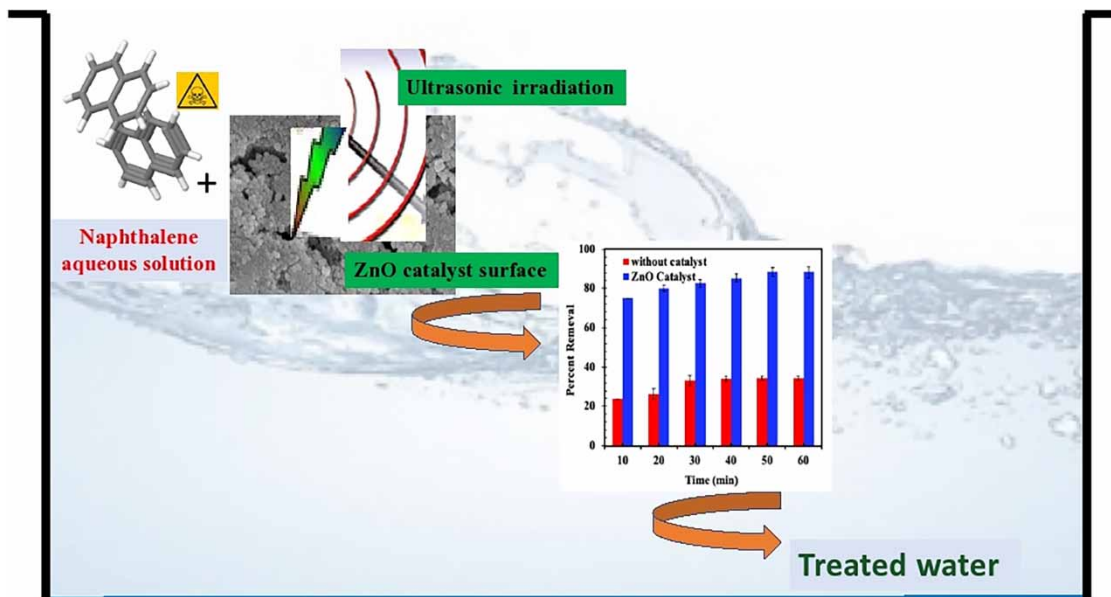 Ultrasonic irradiation
+
Naphthalene
aqueous solution
ZnO catalyst surface
without catalyst
ZnO Catalyst
Percent Removal
100
80
60
40
20
0
10 20 30 40 50 60
Time (min)
Treated water